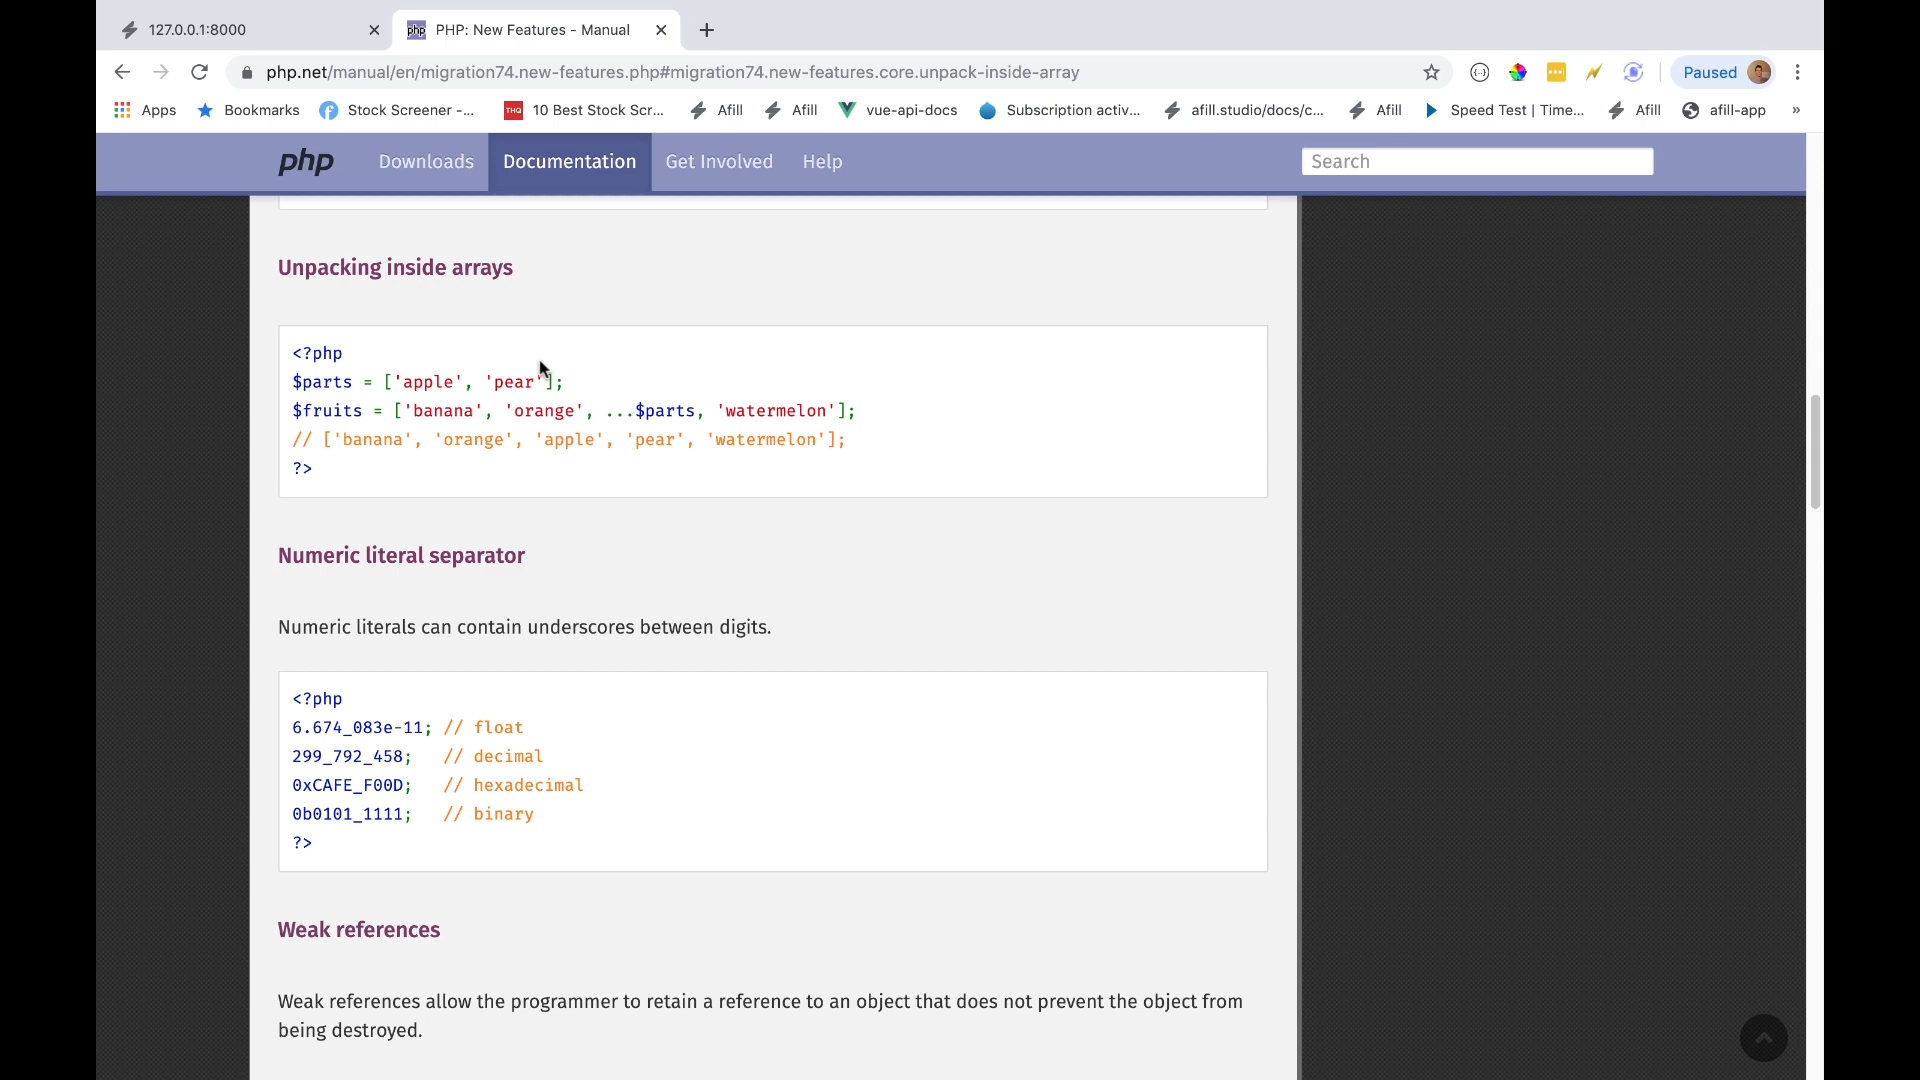 127.0.0.1:8000
php PHP: New Features - Manual
php.net/manual/en/migration74.new-features.php#migration74.new-features.core.unpack-inside-array
Paused
Apps Bookmarks Stock Screener -... THQ 10 Best Stock Scr... Afill Afill vue-api-docs Subscription activ... afill.studio/docs/c... Afill Speed Test | Time... Afill afill-app »
php Downloads Documentation Get Involved Help Search
Unpacking inside arrays
<?php
$parts = ['apple', 'pear'];
$fruits = ['banana', 'orange', ...$parts, 'watermelon'];
// ['banana', 'orange', 'apple', 'pear', 'watermelon'];
?>
Numeric literal separator
Numeric literals can contain underscores between digits.
<?php
6.674_083e-11; // float
299_792_458;   // decimal
0xCAFE_F00D;   // hexadecimal
0b0101_1111;   // binary
?>
Weak references
Weak references allow the programmer to retain a reference to an object that does not prevent the object from
being destroyed.